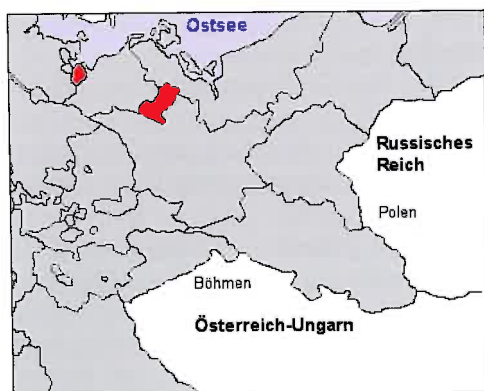 Ostsee
Russisches
Reich
Polen
Böhmen
Österreich-Ungarn